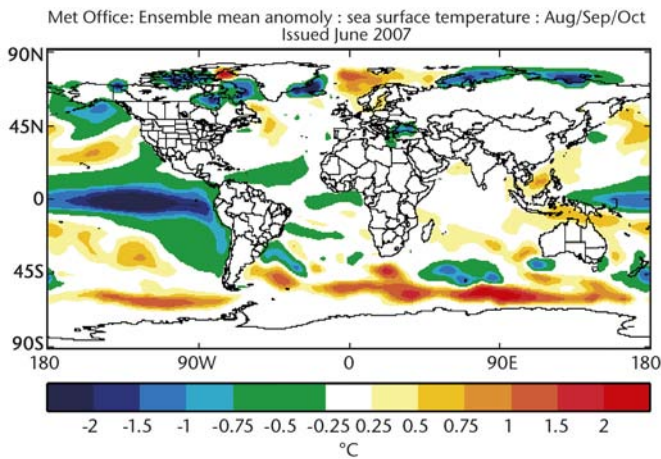 Met Office: Ensemble mean anomoly : sea surface temperature : Aug/Sep/Oct
Issued June 2007
90N
45N
0
45S
90S
180 90W 0 90E 180
-2 -1.5 -1 -0.75 -0.5 -0.25 0.25 0.5 0.75 1 1.5 2
°C